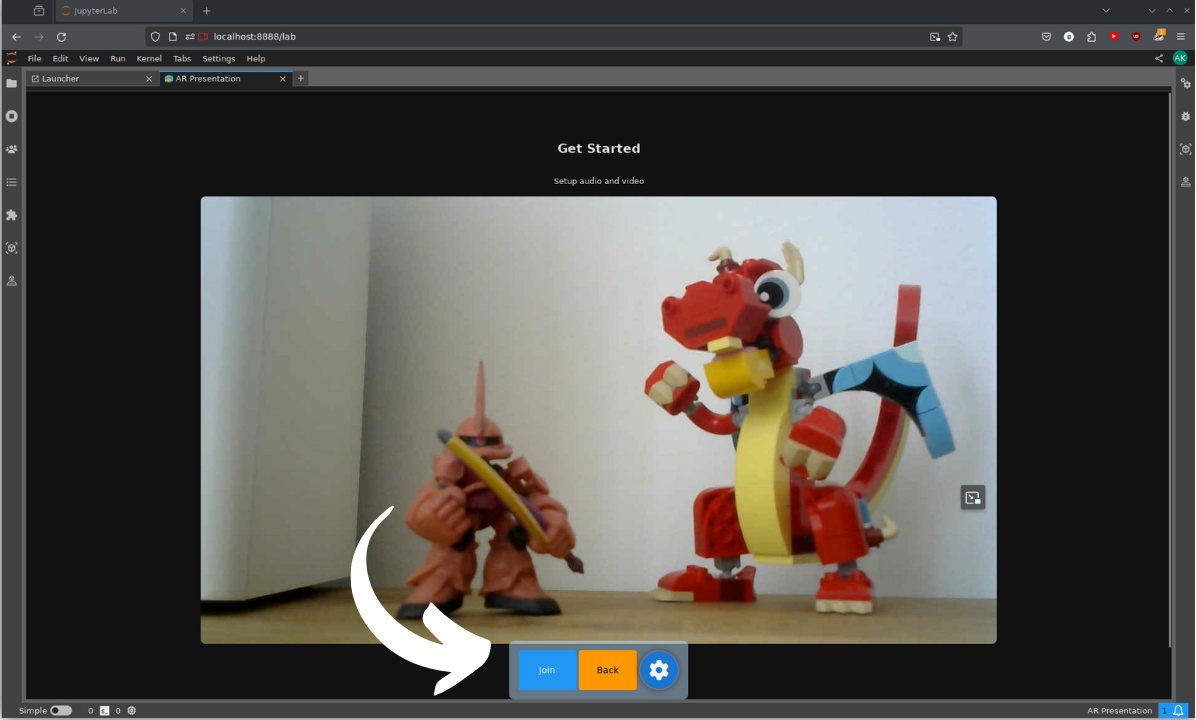 JupyterLab
localhost:8888/lab
1
File Edit View Run Kernel Tabs Settings Help
AK
Launcher
AR Presentation
Get Started
Setup audio and video
Join
Back
Simple
0
0
AR Presentation
1